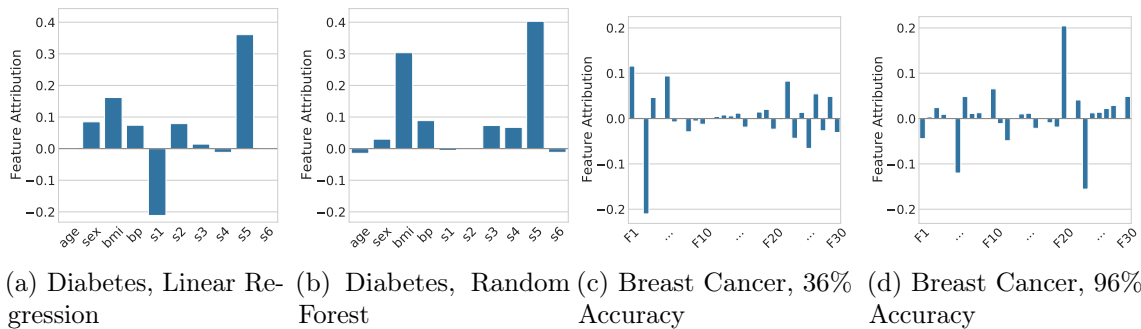 Feature Attribution
0.4
0.3
0.2
0.1
0.0
−0.1
−0.2
age sex bmi bp s1 s2 s3 s4 s5 s6
(a) Diabetes, Linear Re-
gression
Feature Attribution
0.4
0.3
0.2
0.1
0.0
−0.1
−0.2
age sex bmi bp s1 s2 s3 s4 s5 s6
(b) Diabetes, Random
Forest
Feature Attribution
0.2
0.1
0.0
−0.1
−0.2
F1 ... F10 ... F20 ... F30
(c) Breast Cancer, 36%
Accuracy
Feature Attribution
0.2
0.1
0.0
−0.1
−0.2
F1 ... F10 ... F20 ... F30
(d) Breast Cancer, 96%
Accuracy